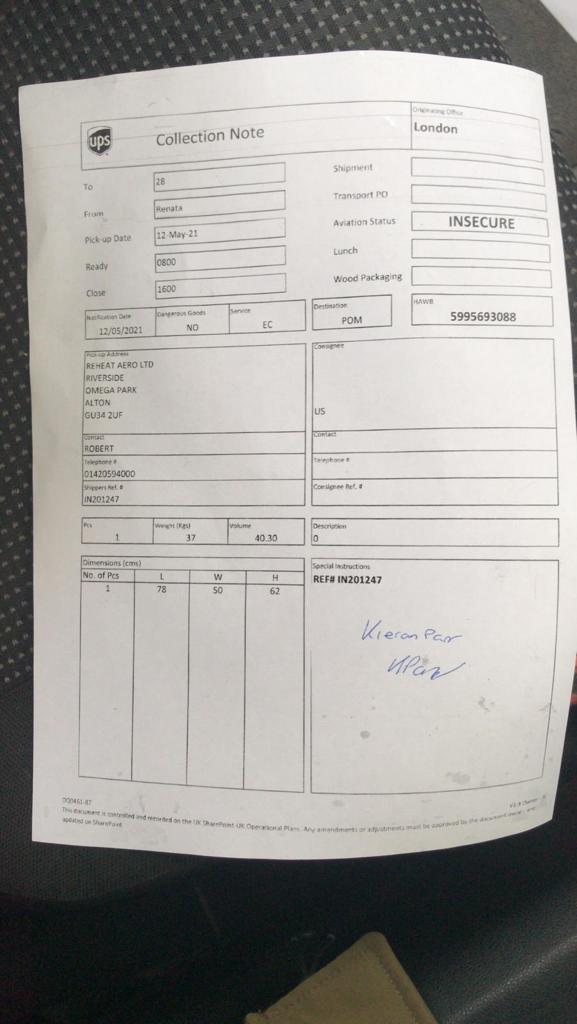 Originating Office
London
ups
Collection Note
To 28
From Renata
Pick-up Date 12-May-21
Ready 0800
Close 1600
Shipment
Transport PO
Aviation Status INSECURE
Lunch
Wood Packaging
Notification Date 12/05/2021
Dangerous Goods NO
Service EC
Destination POM
HAWB 5995693088
Pick-up Address
REHEAT AERO LTD
RIVERSIDE
OMEGA PARK
ALTON
GU34 2UF
Contact
ROBERT
Telephone #
01420594000
Shippers Ref. #
IN201247
Consignee
US
Contact
Telephone #
Consignee Ref. #
Pcs 1
Weight (Kgs) 37
Volume 40.30
Description
0
Dimensions (cms)
No. of Pcs L W H
1 78 50 62
Special Instructions
REF# IN201247
Kieran Parr
KParr
This document is controlled and recorded on the UK SharePoint-UK Operational Plans. Any amendments or adjustments must be approved by the document owner, and
updated on SharePoint